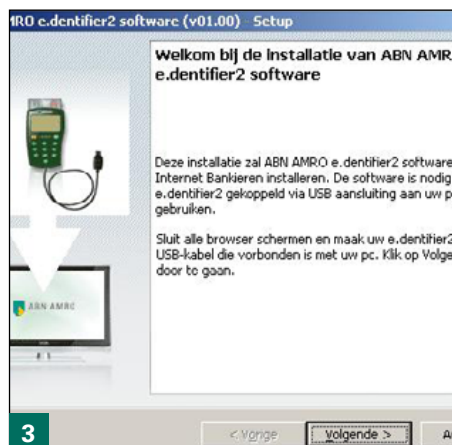 MRO e.dentifier2 software (v01.00) - Setup
Welkom bij de installatie van ABN AMR
e.dentifier2 software
Deze installatie zal ABN AMRO e.dentifier2 software
Internet Bankieren installeren. De software is nodig
e.dentifier2 gekoppeld via USB aansluiting aan uw p
gebruiken.
Sluit alle browser schermen en maak uw e.dentifier2
USB-kabel die vorbonden is met uw pc. Klik op Volge
door te gaan.
ABN AMRO
3
< Vorige
Volgende >
A